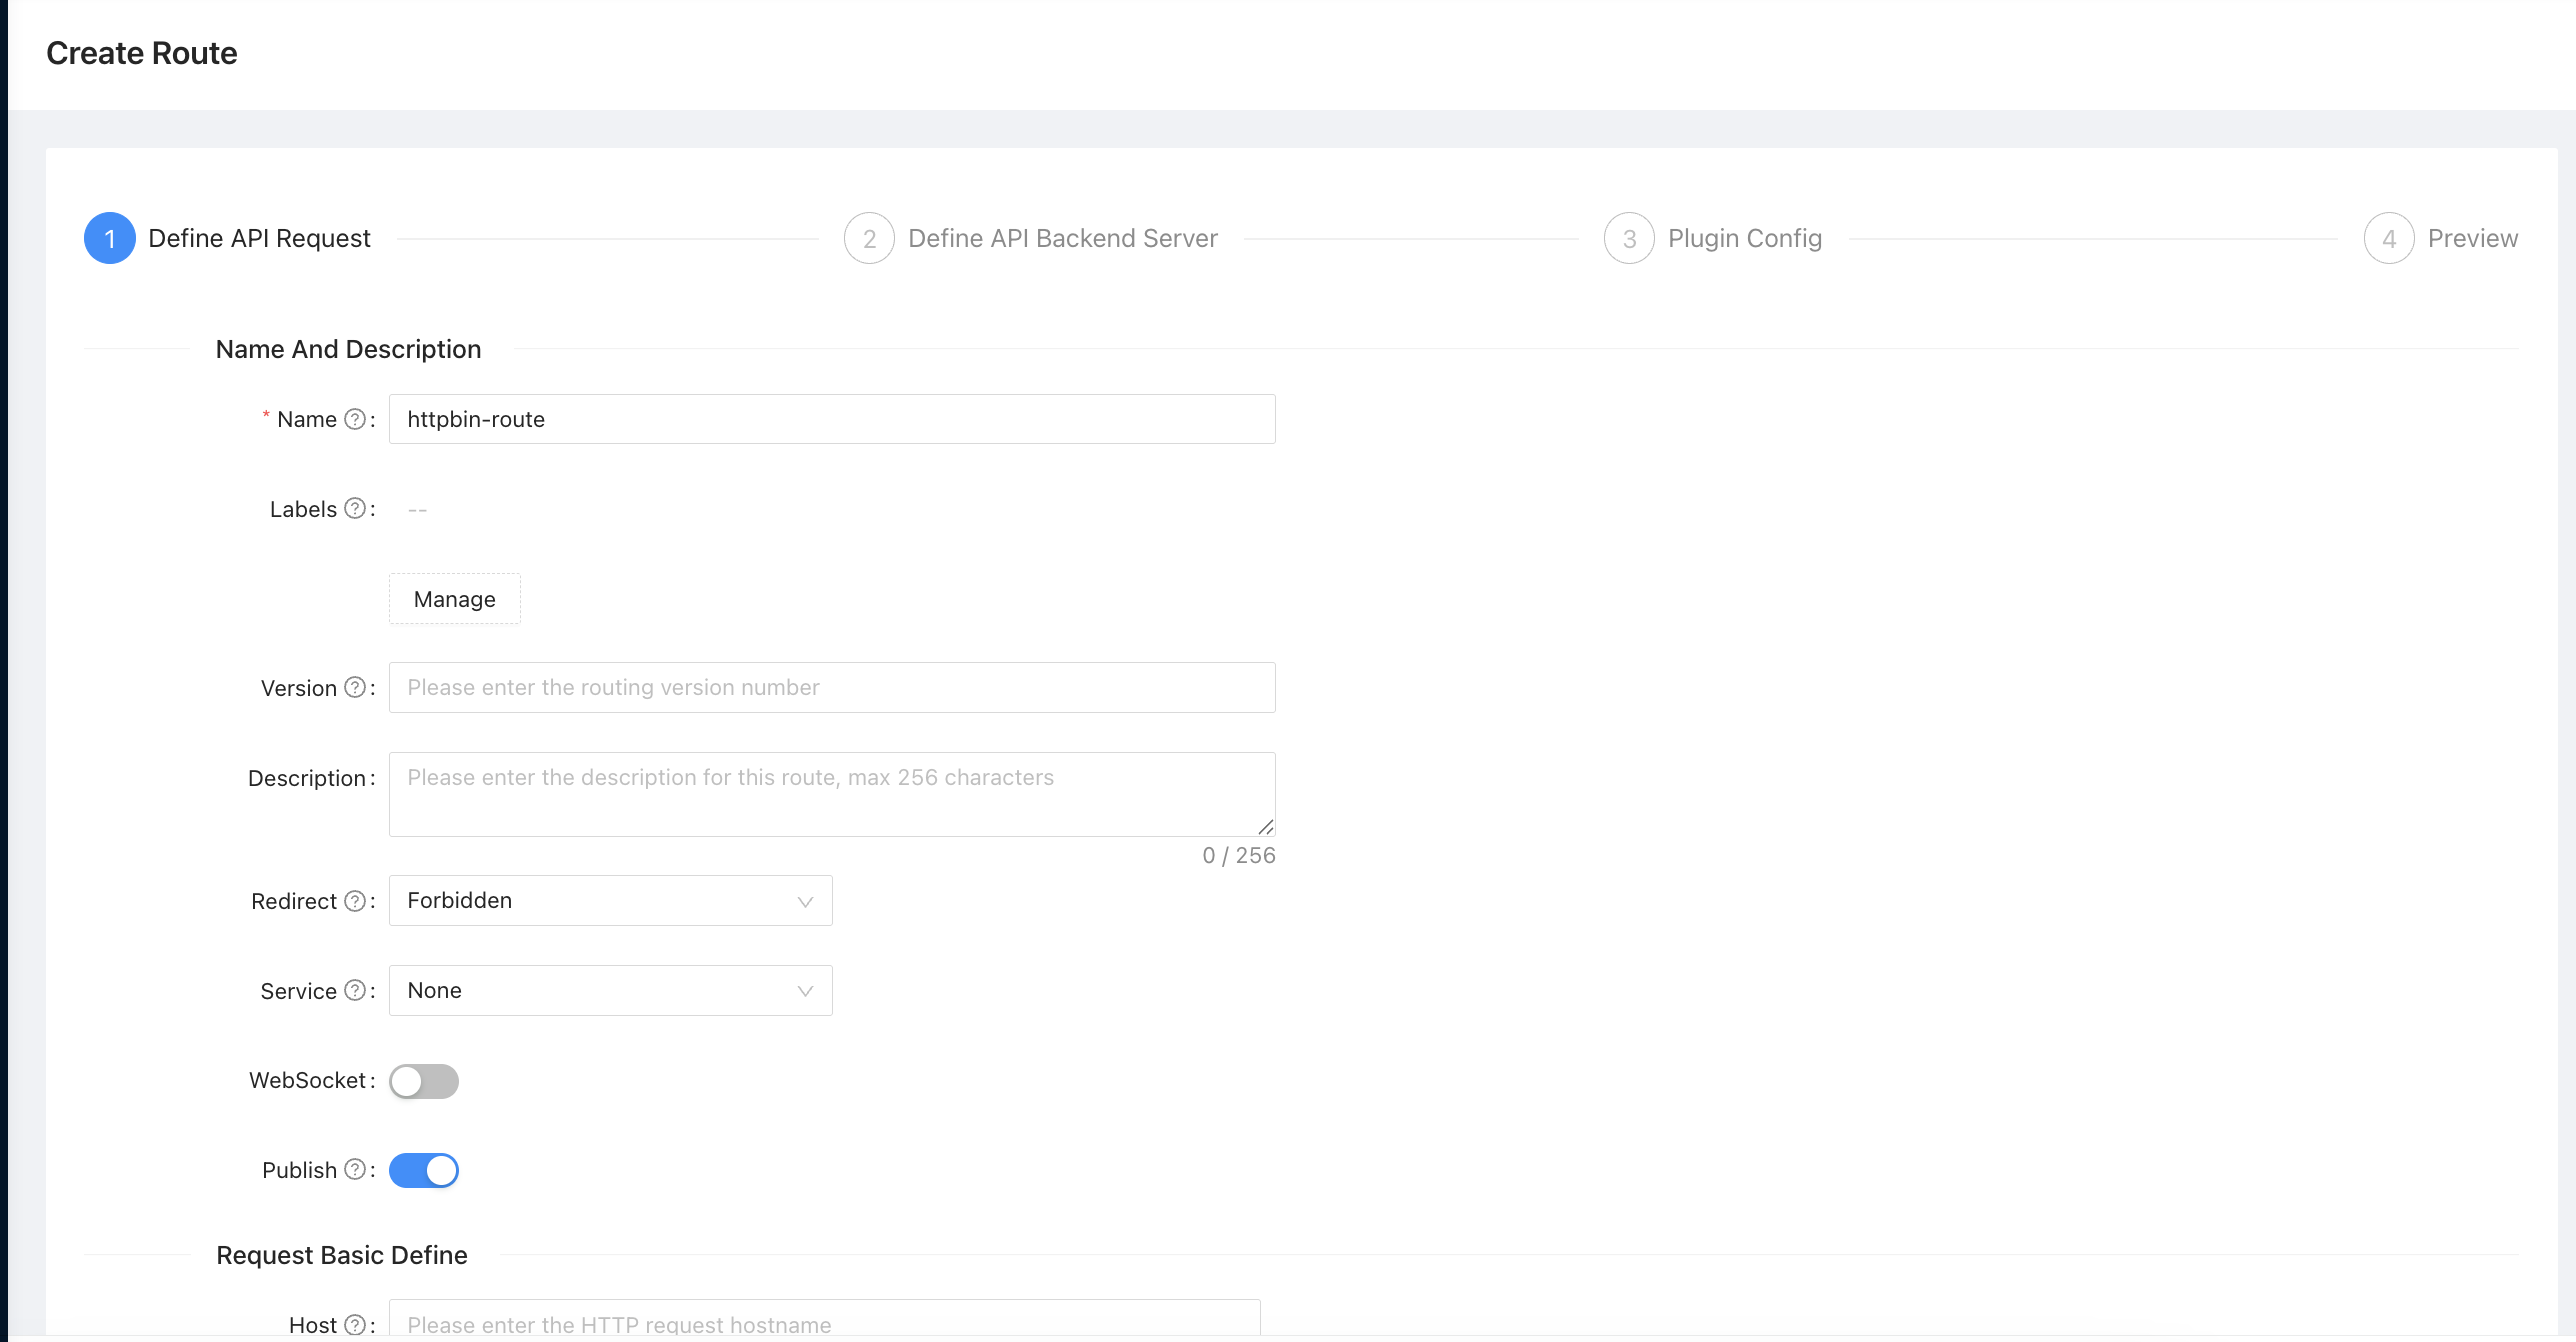 Create Route
1 Define API Request 2 Define API Backend Server 3 Plugin Config 4 Preview
Name And Description
* Name ? : httpbin-route
Labels ? : --
Manage
Version ? : Please enter the routing version number
Description : Please enter the description for this route, max 256 characters
0 / 256
Redirect ? : Forbidden
Service ? : None
WebSocket :
Publish ? :
Request Basic Define
Host ? : Please enter the HTTP request hostname